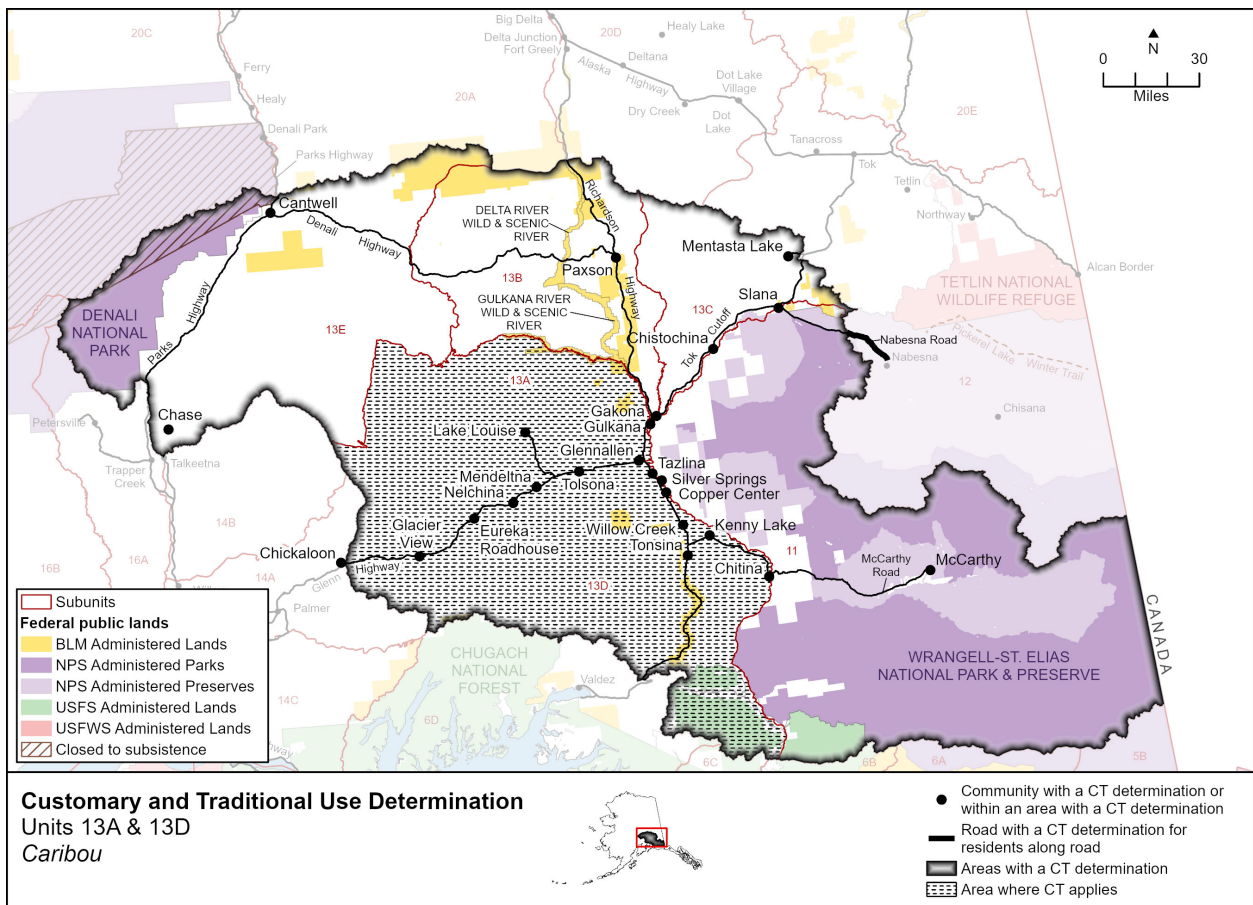 20C
Big Delta
Delta Junction
Fort Greely
20D
Healy Lake
Deltana
Alaska
Highway
Dot Lake
Village
Dry Creek
Dot
Lake
20E
Tanacross
Tok
Tetlin
Northway
Alcan Border
N
0
30
Miles
Ferry
Healy
20A
Denali Park
Parks Highway
Cantwell
Denali
Highway
Richardson
DELTA RIVER
WILD & SCENIC
RIVER
Paxson
13B
Highway
GULKANA RIVER
WILD & SCENIC
RIVER
Mentasta Lake
Slana
13C
Chistochina
Tok
Cutoff
TETLIN NATIONAL
WILDLIFE REFUGE
Nabesna Road
Nabesna
Pickerel Lake
Winter Trail
12
Chisana
DENALI
NATIONAL
PARK
Parks
Highway
13E
13A
Petersville
Chase
Trapper
Creek
Talkeetna
Gakona
Gulkana
Lake Louise
Glennallen
Tazlina
Silver Springs
Copper Center
Mendeltna
Tolsona
Nelchina
Glacier
View
Eureka
Roadhouse
Willow Creek
Kenny Lake
Tonsina
Chitina
11
McCarthy
Road
McCarthy
14B
16A
16B
14A
Chickaloon
Glenn
Highway
Palmer
13D
CANADA
WRANGELL-ST. ELIAS
NATIONAL PARK & PRESERVE
CHUGACH
NATIONAL
FOREST
Valdez
14C
6D
6C
6B
6A
5B
Subunits
Federal public lands
BLM Administered Lands
NPS Administered Parks
NPS Administered Preserves
USFS Administered Lands
USFWS Administered Lands
Closed to subsistence
Customary and Traditional Use Determination
Units 13A & 13D
Caribou
Community with a CT determination or
within an area with a CT determination
Road with a CT determination for
residents along road
Areas with a CT determination
Area where CT applies